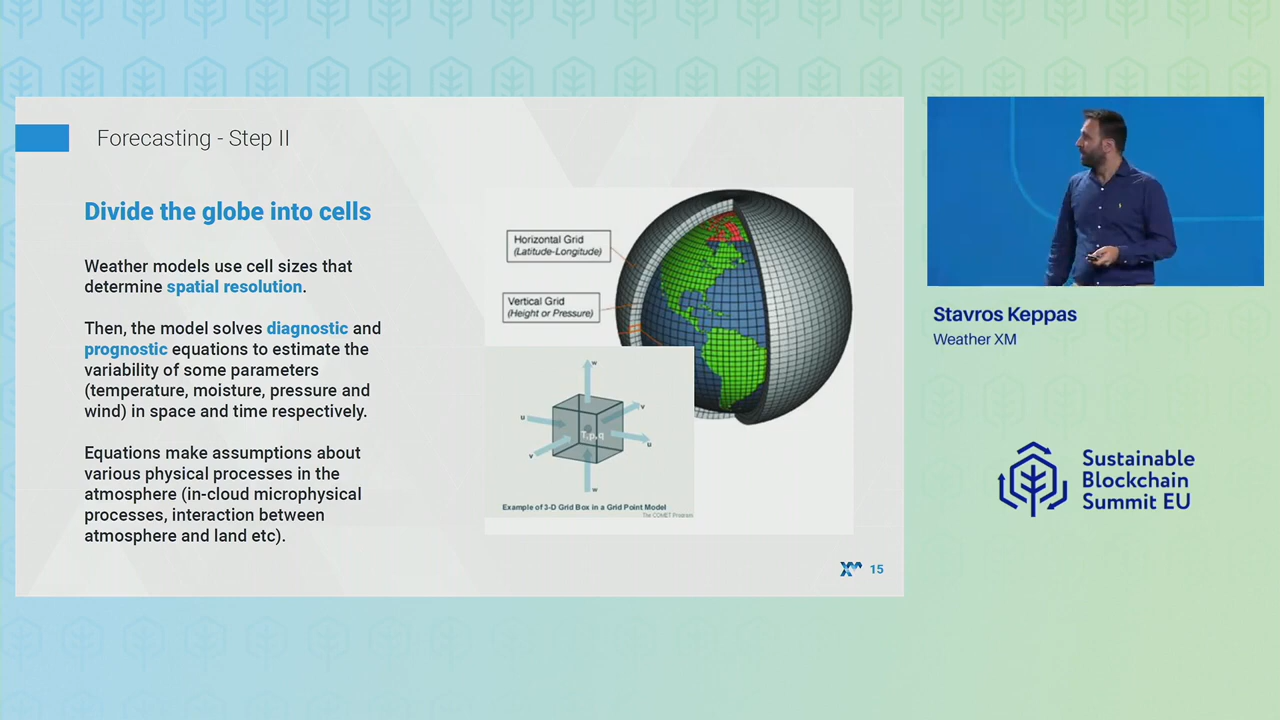 Forecasting - Step II
Divide the globe into cells
Weather models use cell sizes that
determine spatial resolution.
Then, the model solves diagnostic and
prognostic equations to estimate the
variability of some parameters
(temperature, moisture, pressure and
wind) in space and time respectively.
Equations make assumptions about
various physical processes in the
atmosphere (in-cloud microphysical
processes, interaction between
atmosphere and land etc).
Horizontal Grid
(Latitude-Longitude)
Vertical Grid
(Height or Pressure)
w
u
v
T,p,q
v
u
w
Example of 3-D Grid Box in a Grid Point Model
The COMET Program
XM 15
Stavros Keppas
Weather XM
Sustainable
Blockchain
Summit EU